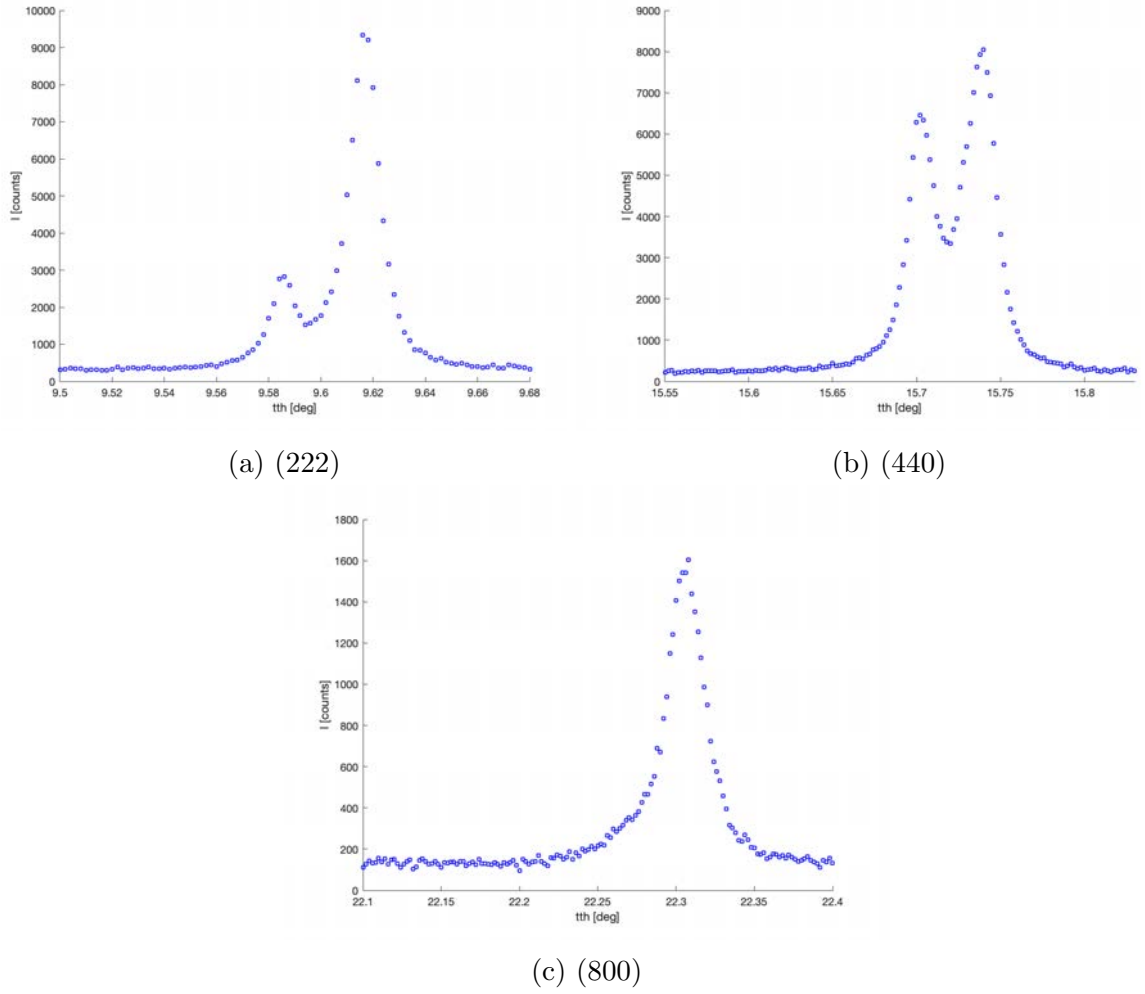 10000
9000
8000
7000
6000
5000
4000
3000
2000
1000
0
I [counts]
9.5 9.52 9.54 9.56 9.58 9.6 9.62 9.64 9.66 9.68
tth [deg]
(a) (222)
9000
8000
7000
6000
5000
4000
3000
2000
1000
0
I [counts]
15.55 15.6 15.65 15.7 15.75 15.8
tth [deg]
(b) (440)
1800
1600
1400
1200
1000
800
600
400
200
0
I [counts]
22.1 22.15 22.2 22.25 22.3 22.35 22.4
tth [deg]
(c) (800)